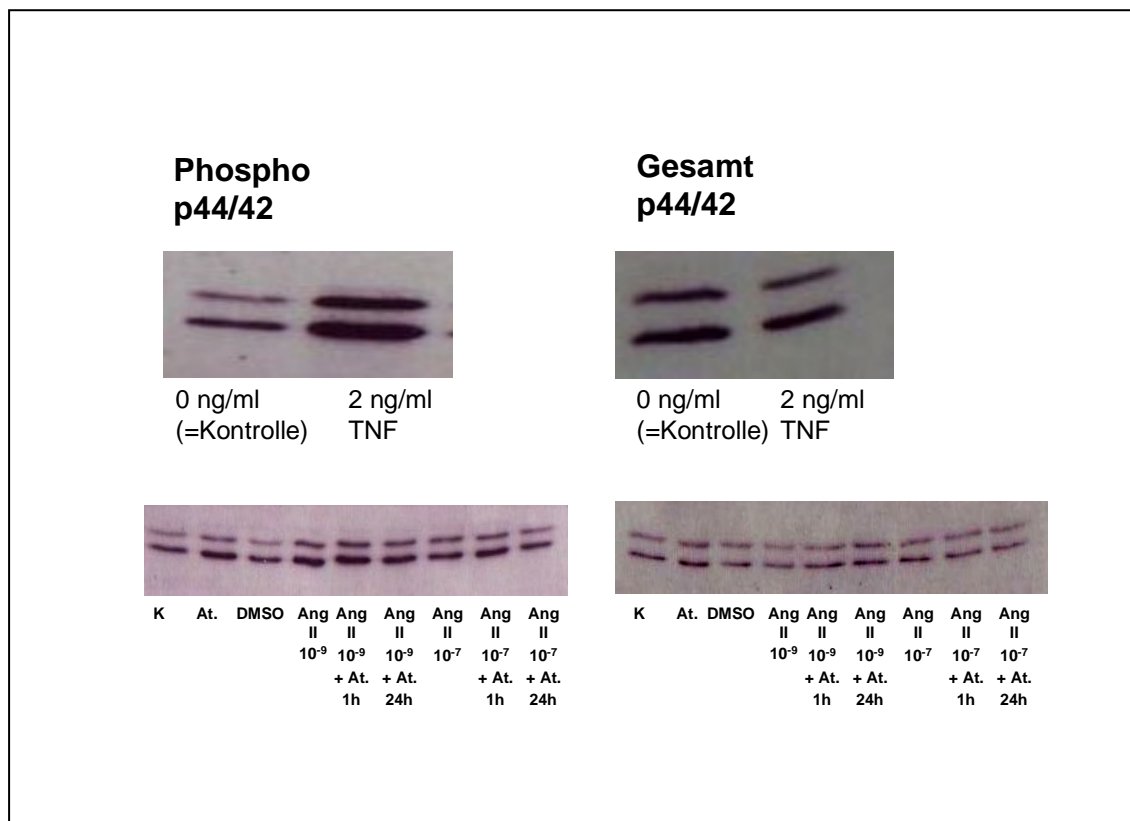 Phospho
p44/42
Gesamt
p44/42
0 ng/ml 2 ng/ml
(=Kontrolle) TNF
0 ng/ml 2 ng/ml
(=Kontrolle) TNF
K At. DMSO Ang Ang Ang Ang Ang Ang
II II II II II II
10⁻⁹ 10⁻⁹ 10⁻⁹ 10⁻⁷ 10⁻⁷ 10⁻⁷
+ At. + At. + At. + At.
1h 24h 1h 24h
K At. DMSO Ang Ang Ang Ang Ang Ang
II II II II II II
10⁻⁹ 10⁻⁹ 10⁻⁹ 10⁻⁷ 10⁻⁷ 10⁻⁷
+ At. + At. + At. + At.
1h 24h 1h 24h